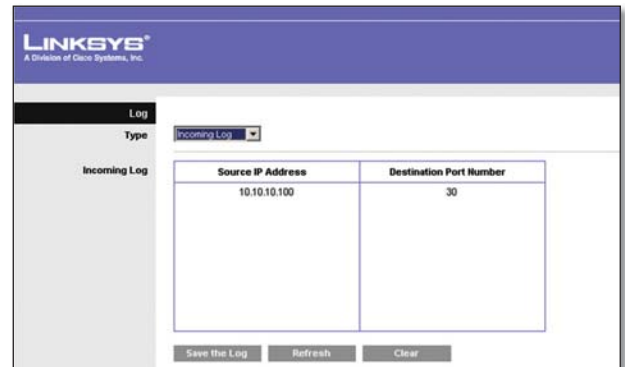 LINKSYS®
A Division of Cisco Systems, Inc.
Log
Type
Incoming Log
Incoming Log
Source IP Address
Destination Port Number
10.10.10.100
30
Save the Log
Refresh
Clear